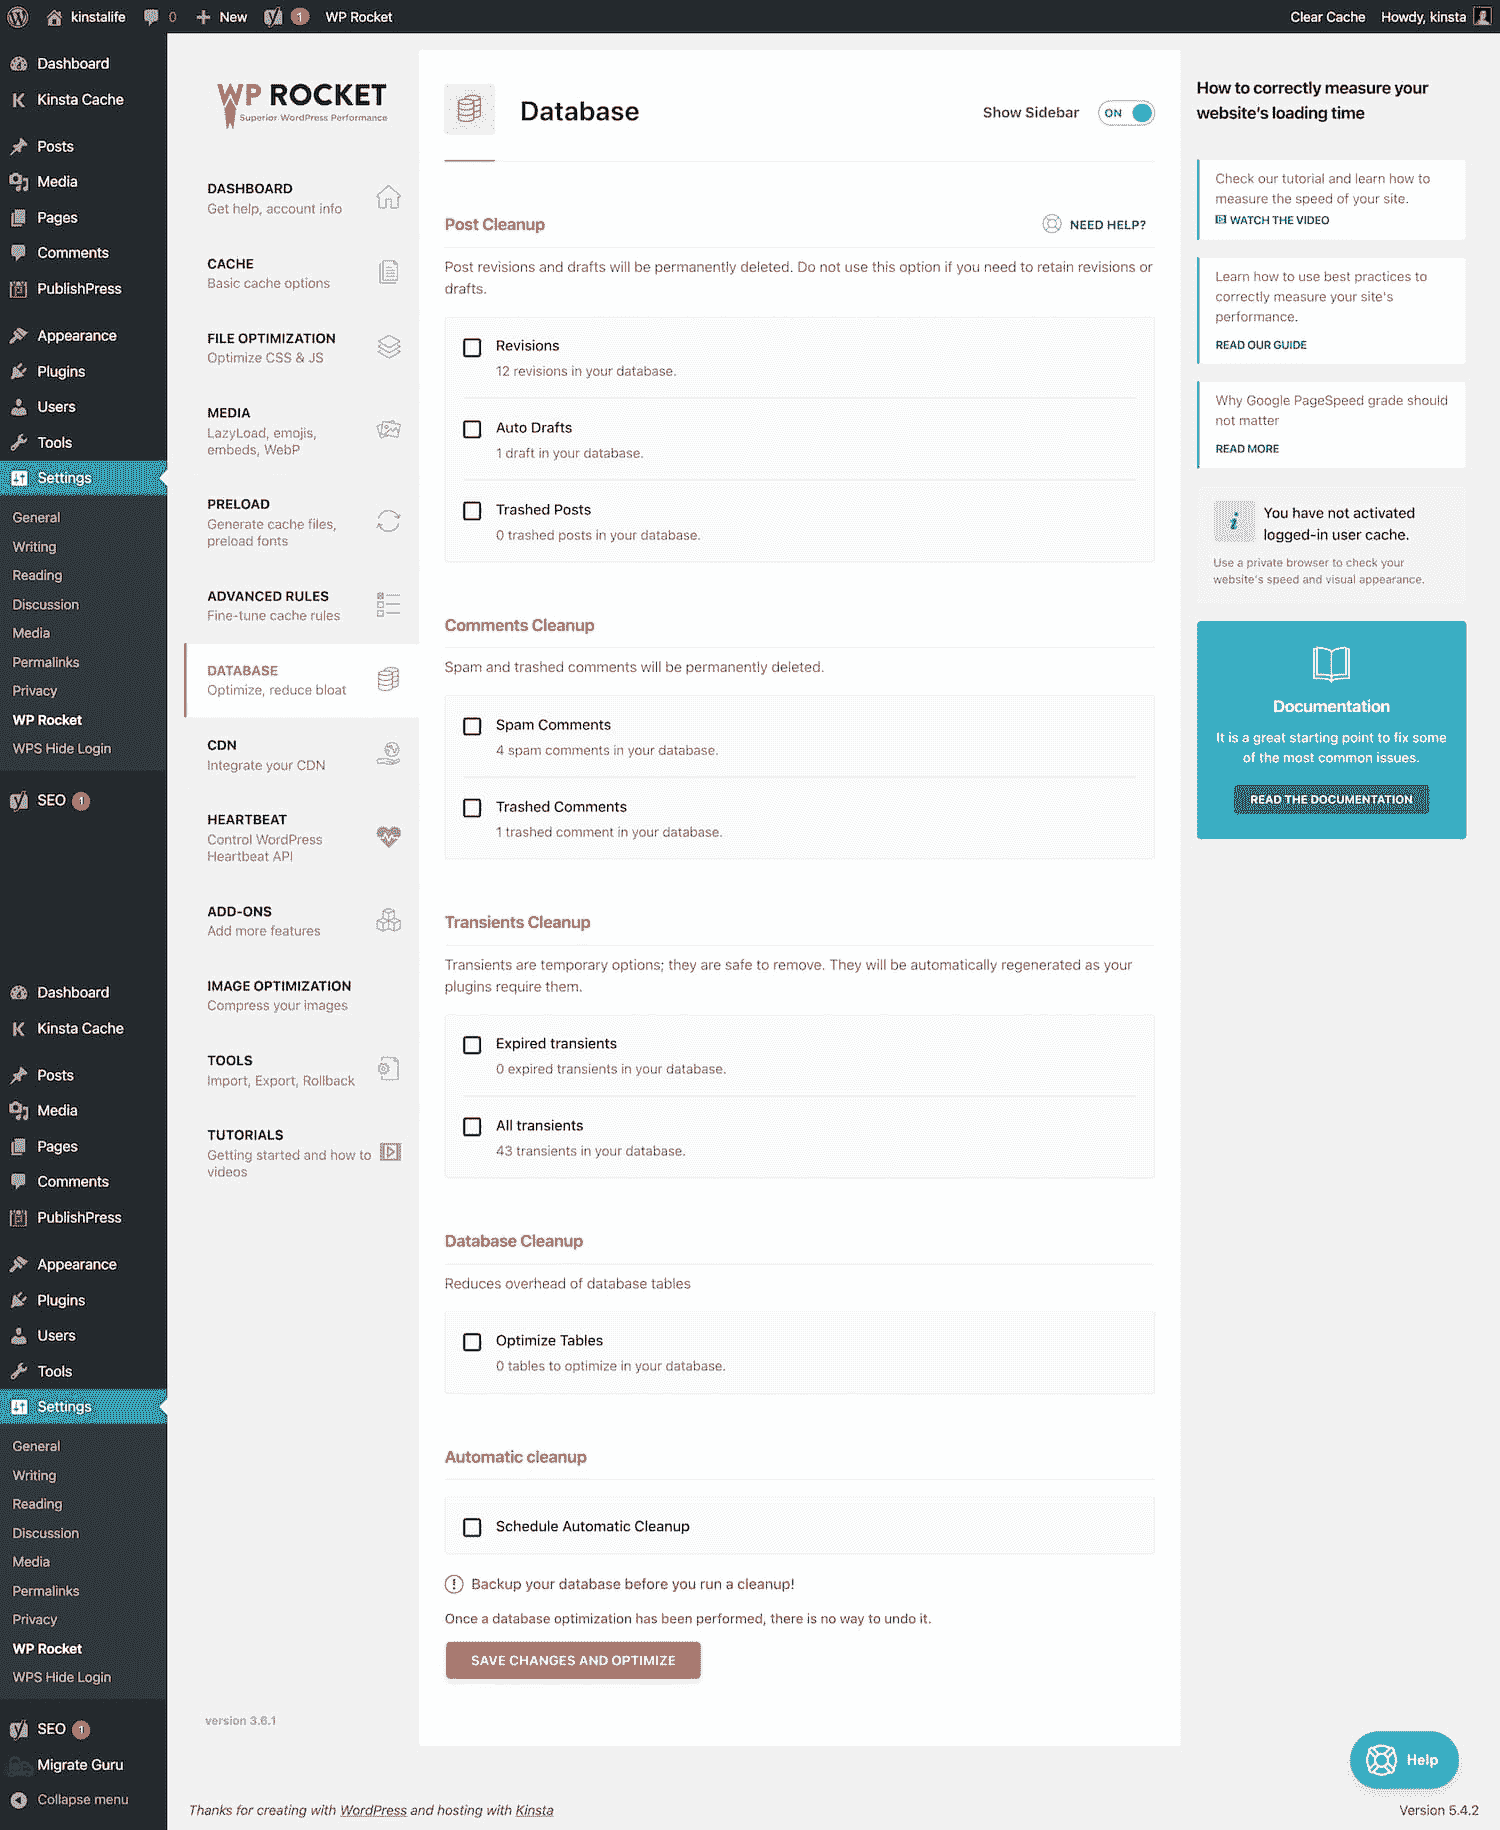 kinstalife 0 New 1 WP Rocket Clear Cache Howdy, kinsta
Dashboard
Kinsta Cache
Posts
Media
Pages
Comments
PublishPress
Appearance
Plugins
Users
Tools
Settings
General
Writing
Reading
Discussion
Media
Permalinks
Privacy
WP Rocket
WPS Hide Login
SEO 1
Dashboard
Kinsta Cache
Posts
Media
Pages
Comments
PublishPress
Appearance
Plugins
Users
Tools
Settings
General
Writing
Reading
Discussion
Media
Permalinks
Privacy
WP Rocket
WPS Hide Login
SEO 1
Migrate Guru
Collapse menu
WP ROCKET
Superior WordPress Performance
DASHBOARD
Get help, account info
CACHE
Basic cache options
FILE OPTIMIZATION
Optimize CSS & JS
MEDIA
LazyLoad, emojis,
embeds, WebP
PRELOAD
Generate cache files,
preload fonts
ADVANCED RULES
Fine-tune cache rules
DATABASE
Optimize, reduce bloat
CDN
Integrate your CDN
HEARTBEAT
Control WordPress
Heartbeat API
ADD-ONS
Add more features
IMAGE OPTIMIZATION
Compress your images
TOOLS
Import, Export, Rollback
TUTORIALS
Getting started and how to
videos
version 3.6.1
Database
Show Sidebar ON
Post Cleanup
NEED HELP?
Post revisions and drafts will be permanently deleted. Do not use this option if you need to retain revisions or
drafts.
Revisions
12 revisions in your database.
Auto Drafts
1 draft in your database.
Trashed Posts
0 trashed posts in your database.
Comments Cleanup
Spam and trashed comments will be permanently deleted.
Spam Comments
4 spam comments in your database.
Trashed Comments
1 trashed comment in your database.
Transients Cleanup
Transients are temporary options; they are safe to remove. They will be automatically regenerated as your
plugins require them.
Expired transients
0 expired transients in your database.
All transients
43 transients in your database.
Database Cleanup
Reduces overhead of database tables
Optimize Tables
0 tables to optimize in your database.
Automatic cleanup
Schedule Automatic Cleanup
Backup your database before you run a cleanup!
Once a database optimization has been performed, there is no way to undo it.
SAVE CHANGES AND OPTIMIZE
How to correctly measure your
website's loading time
Check our tutorial and learn how to
measure the speed of your site.
WATCH THE VIDEO
Learn how to use best practices to
correctly measure your site's
performance.
READ OUR GUIDE
Why Google PageSpeed grade should
not matter
READ MORE
You have not activated
logged-in user cache.
Use a private browser to check your
website's speed and visual appearance.
Documentation
It is a great starting point to fix some
of the most common issues.
READ THE DOCUMENTATION
Help
Thanks for creating with WordPress and hosting with Kinsta
Version 5.4.2